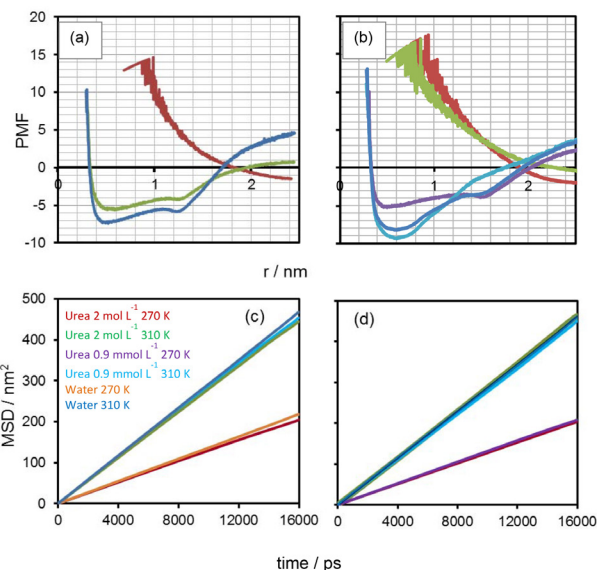 20
15
10
5
0
-5
-10
PMF
(a)
0
1
2
(b)
0
1
2
r / nm
500
400
300
200
100
0
MSD / nm²
Urea 2 mol L⁻¹ 270 K
Urea 2 mol L⁻¹ 310 K
Urea 0.9 mmol L⁻¹ 270 K
Urea 0.9 mmol L⁻¹ 310 K
Water 270 K
Water 310 K
(c)
(d)
0
4000
8000
12000
16000
0
4000
8000
12000
16000
time / ps